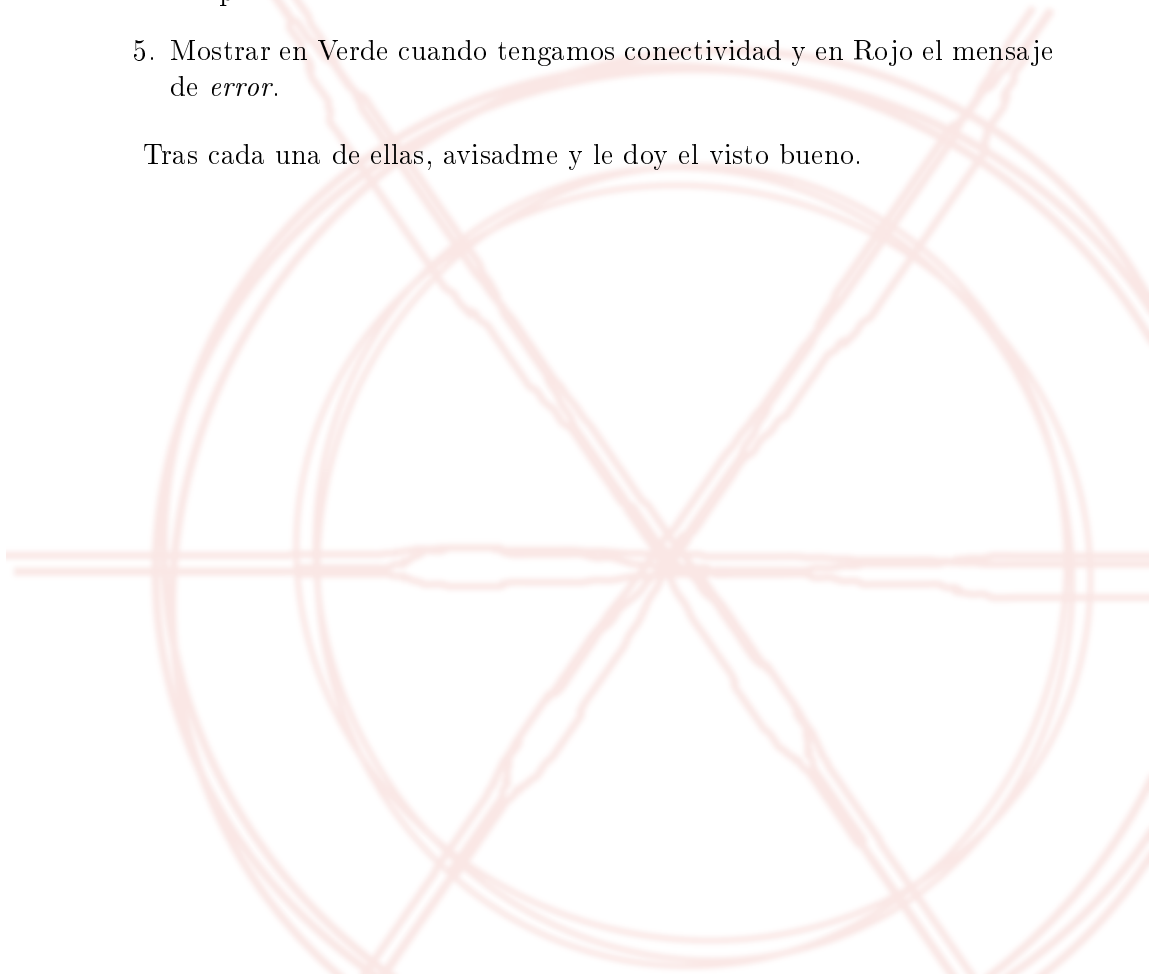 5. Mostrar en Verde cuando tengamos conectividad y en Rojo el mensaje
de error.
Tras cada una de ellas, avisadme y le doy el visto bueno.